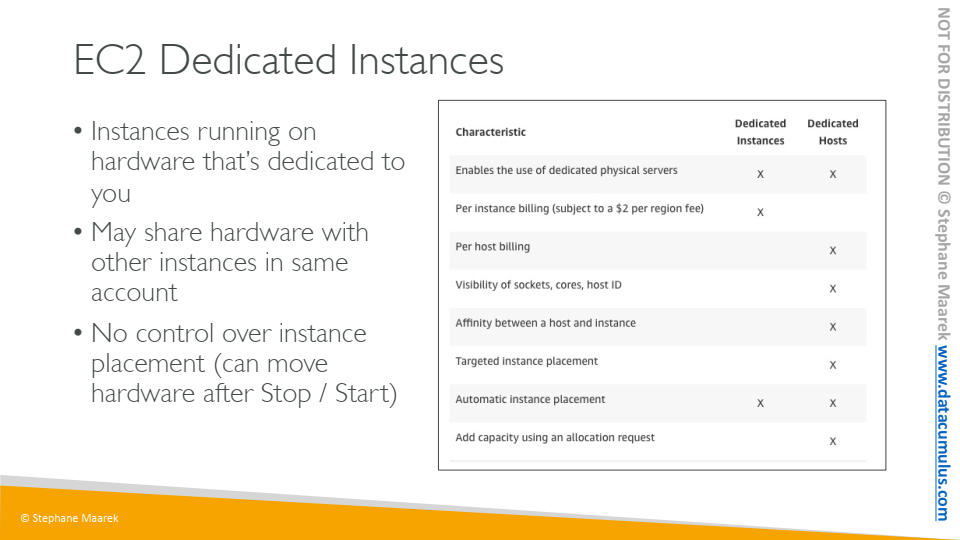 EC2 Dedicated Instances
• Instances running on
hardware that's dedicated to
you
• May share hardware with
other instances in same
account
• No control over instance
placement (can move
hardware after Stop / Start)
Characteristic Dedicated Instances Dedicated Hosts
Enables the use of dedicated physical servers X X
Per instance billing (subject to a $2 per region fee) X
Per host billing X
Visibility of sockets, cores, host ID X
Affinity between a host and instance X
Targeted instance placement X
Automatic instance placement X X
Add capacity using an allocation request X
© Stephane Maarek
NOT FOR DISTRIBUTION © Stephane Maarek www.datacumulus.com